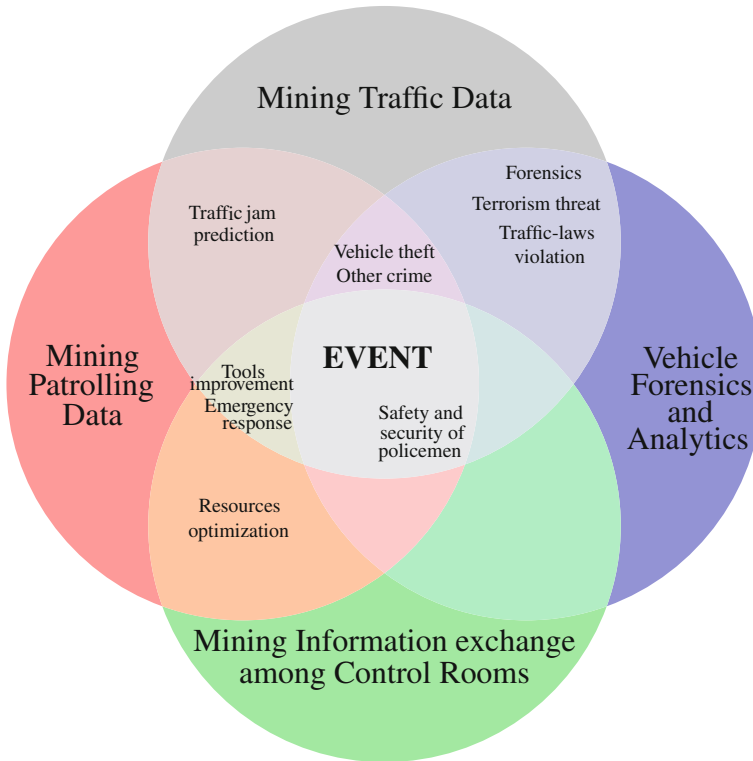 Mining Traffic Data
Forensics
Terrorism threat
Traffic-laws
violation
Traffic jam
prediction
Vehicle theft
Other crime
Mining
Patrolling
Data
Tools
improvement
Emergency
response
EVENT
Safety and
security of
policemen
Vehicle
Forensics
and
Analytics
Resources
optimization
Mining Information exchange
among Control Rooms